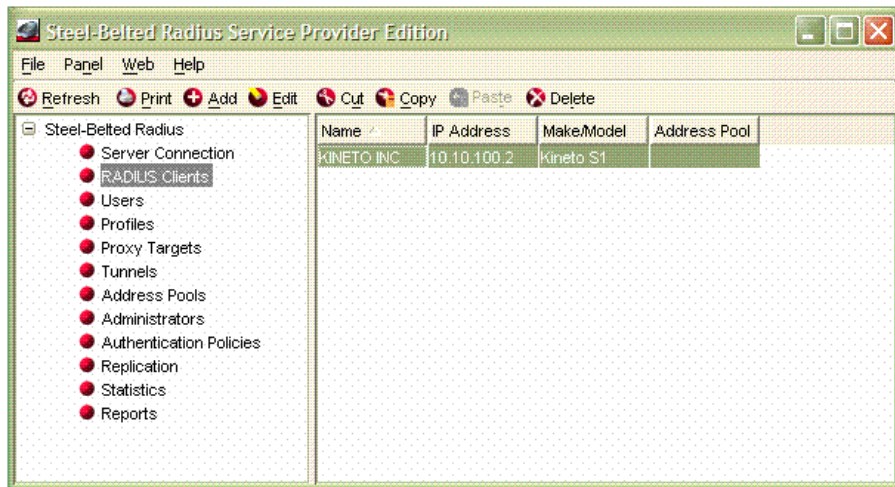 Steel-Belted Radius Service Provider Edition
File Panel Web Help
Refresh Print Add Edit Cut Copy Paste Delete
Steel-Belted Radius
Server Connection
RADIUS Clients
Users
Profiles
Proxy Targets
Tunnels
Address Pools
Administrators
Authentication Policies
Replication
Statistics
Reports
Name IP Address Make/Model Address Pool
KINETO INC 10.10.100.2 Kineto S1